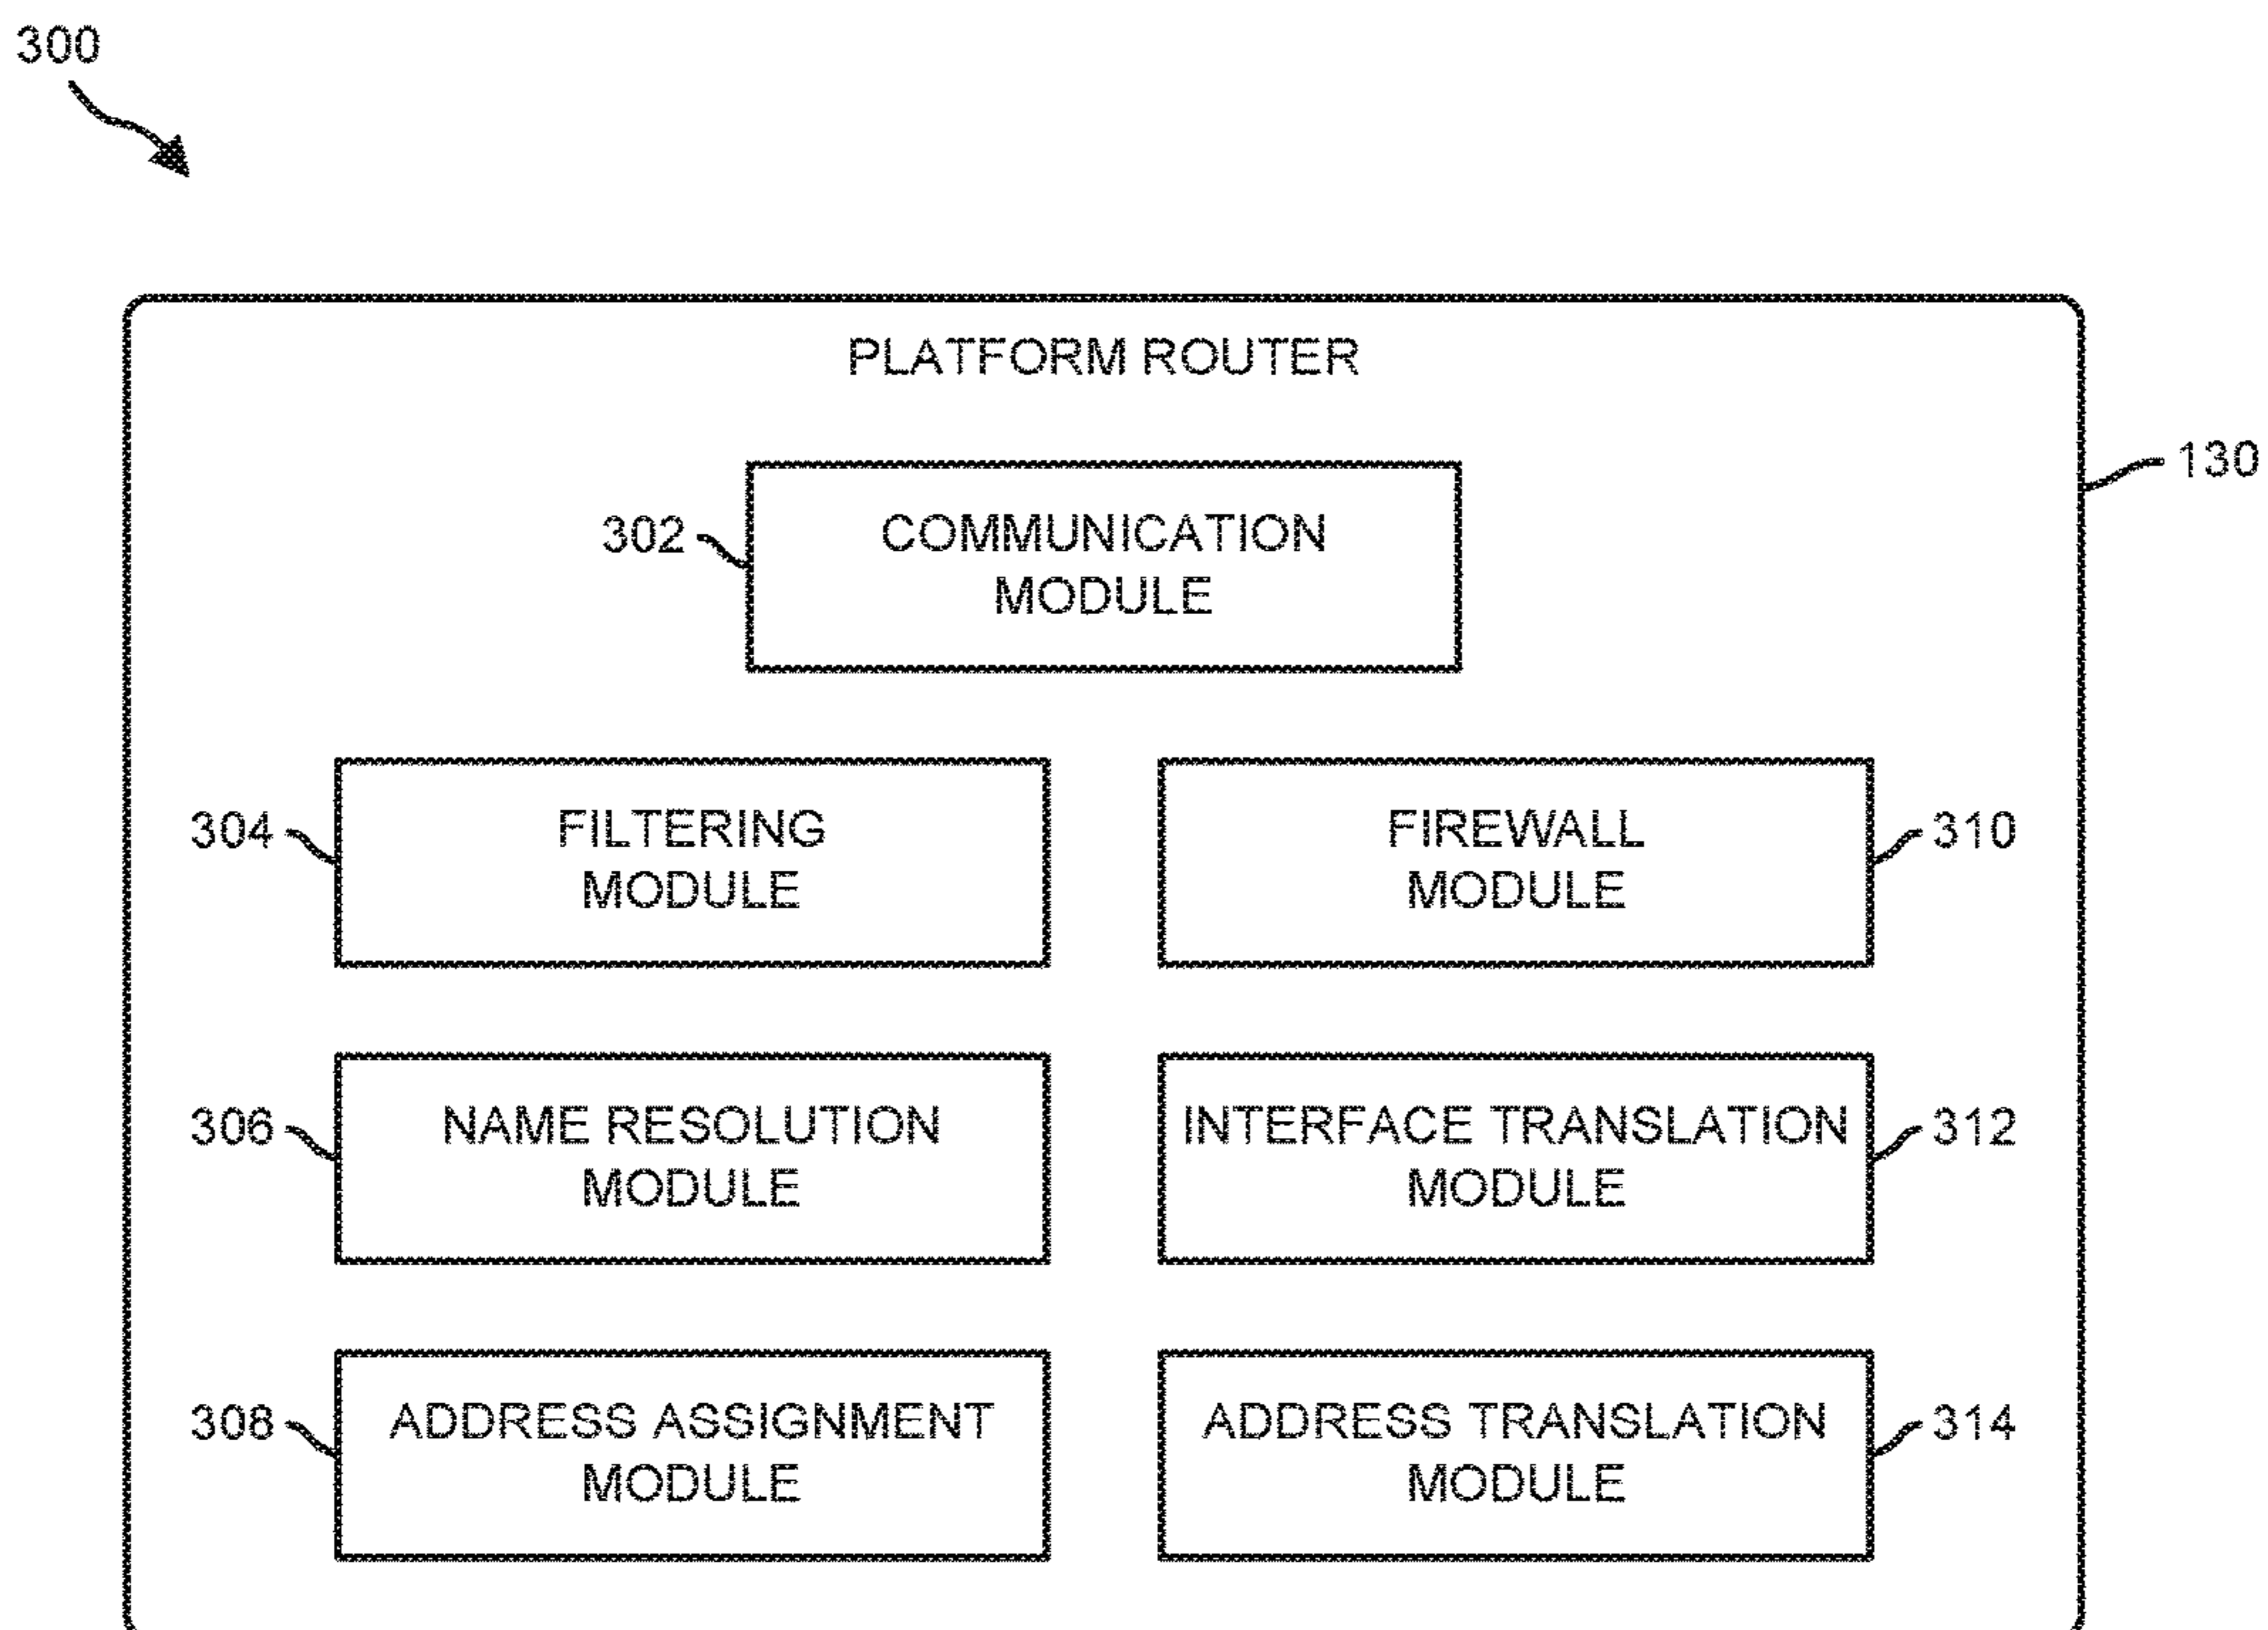 300
PLATFORM ROUTER
130
302
COMMUNICATION
MODULE
304
FILTERING
MODULE
FIREWALL
MODULE
310
306
NAME RESOLUTION
MODULE
INTERFACE TRANSLATION
MODULE
312
308
ADDRESS ASSIGNMENT
MODULE
ADDRESS TRANSLATION
MODULE
314